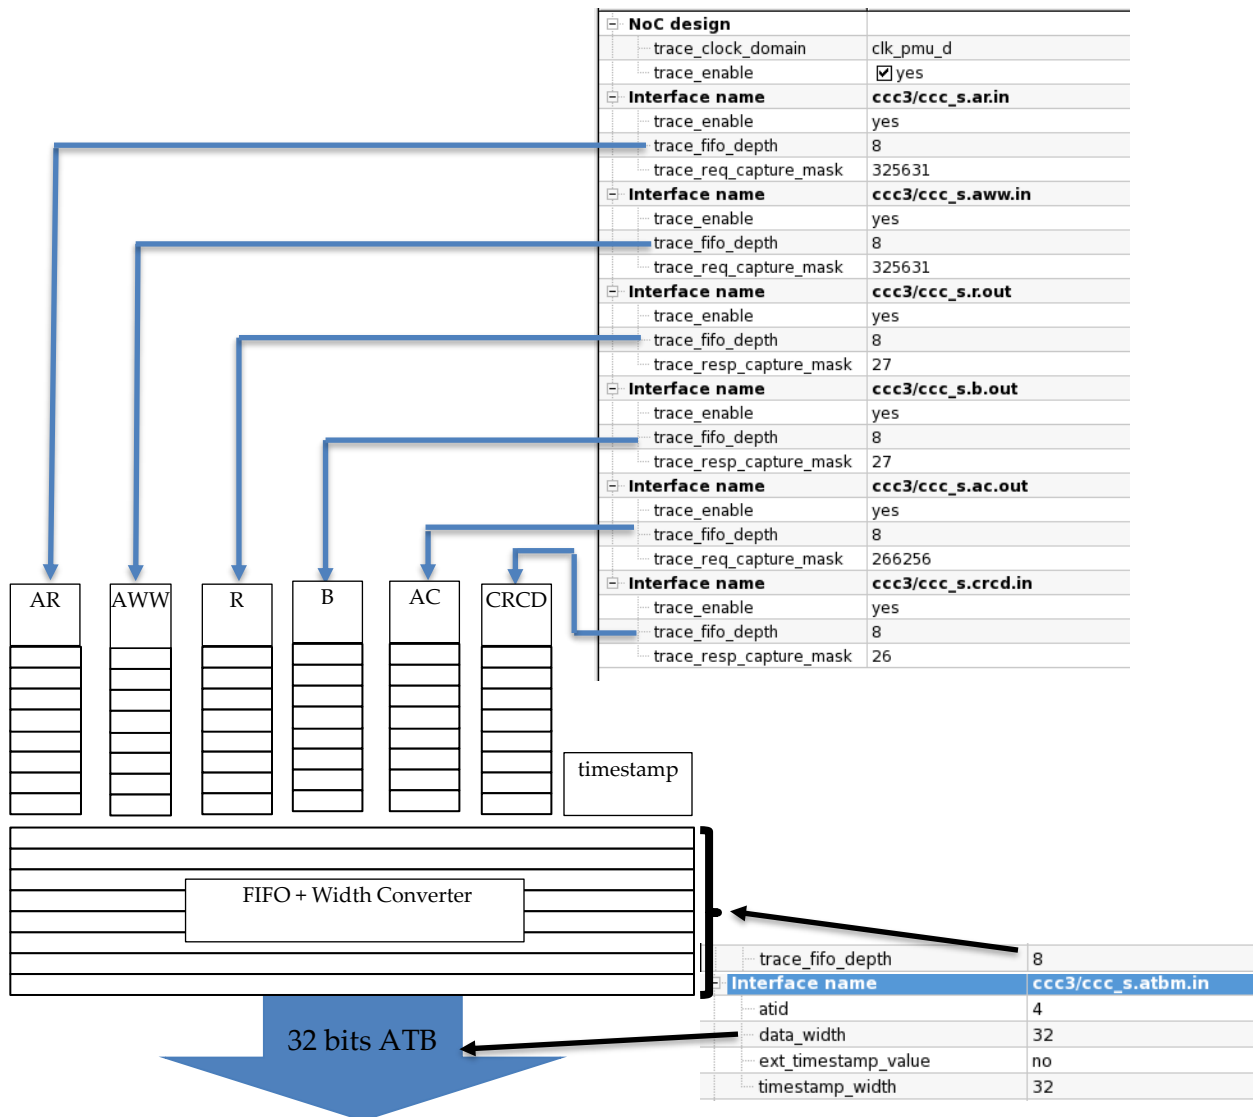 NoC design
trace_clock_domain clk_pmu_d
trace_enable yes
Interface name ccc3/ccc_s.ar.in
trace_enable yes
trace_fifo_depth 8
trace_req_capture_mask 325631
Interface name ccc3/ccc_s.aww.in
trace_enable yes
trace_fifo_depth 8
trace_req_capture_mask 325631
Interface name ccc3/ccc_s.r.out
trace_enable yes
trace_fifo_depth 8
trace_resp_capture_mask 27
Interface name ccc3/ccc_s.b.out
trace_enable yes
trace_fifo_depth 8
trace_resp_capture_mask 27
Interface name ccc3/ccc_s.ac.out
trace_enable yes
trace_fifo_depth 8
trace_req_capture_mask 266256
Interface name ccc3/ccc_s.crcd.in
trace_enable yes
trace_fifo_depth 8
trace_resp_capture_mask 26
AR AWW R B AC CRCD
timestamp
FIFO + Width Converter
trace_fifo_depth 8
Interface name ccc3/ccc_s.atbm.in
atid 4
data_width 32
ext_timestamp_value no
timestamp_width 32
32 bits ATB